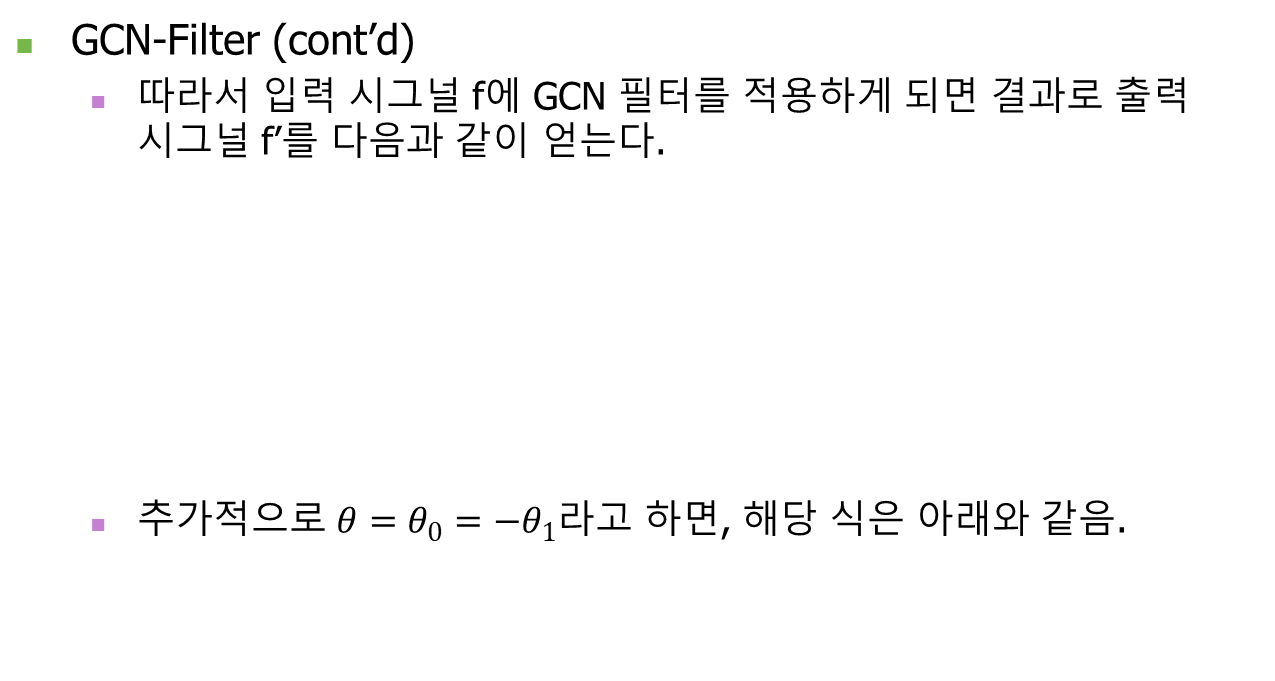 GCN-Filter (cont’d)
따라서 입력 시그널 f에 GCN 필터를 적용하게 되면 결과로 출력
시그널 f’를 다음과 같이 얻는다.
추가적으로 𝜃 = 𝜃₀ = −𝜃₁라고 하면, 해당 식은 아래와 같음.